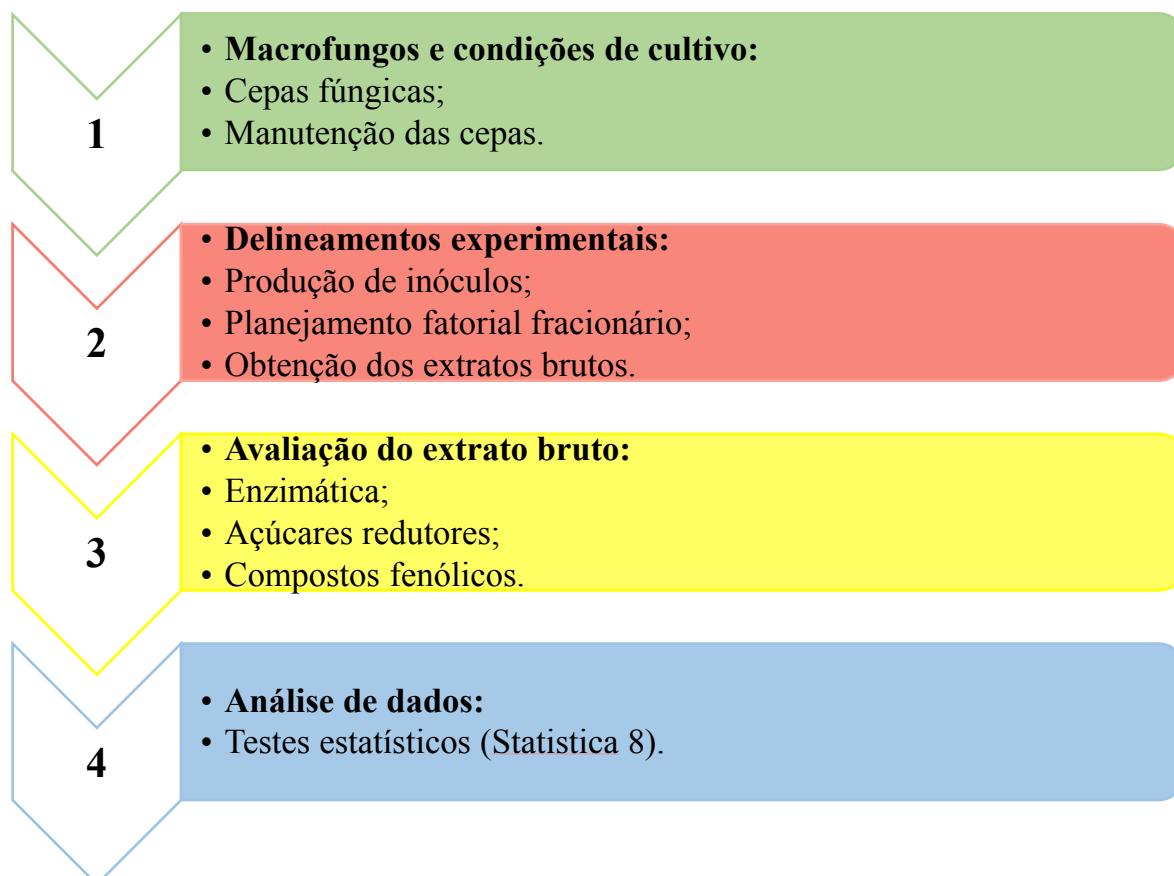 1
• Macrofungos e condições de cultivo:
• Cepas fúngicas;
• Manutenção das cepas.
2
• Delineamentos experimentais:
• Produção de inóculos;
• Planejamento fatorial fracionário;
• Obtenção dos extratos brutos.
3
• Avaliação do extrato bruto:
• Enzimática;
• Açúcares redutores;
• Compostos fenólicos.
4
• Análise de dados:
• Testes estatísticos (Statistica 8).